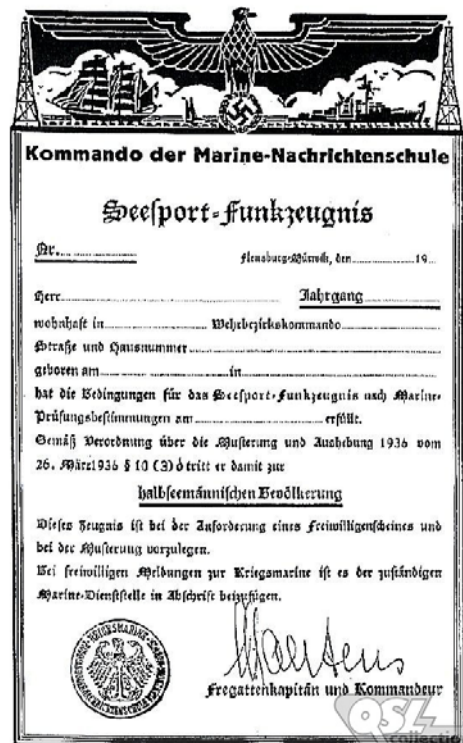 Kommando der Marine-Nachrichtenschule
Seesport-Funkzeugnis
Nr.
Flensburg-Mürwik, den 19
Herr Jahrgang
wohnhaft in Wehrbezirkskommando
Straße und Hausnummer
geboren am in
hat die Bedingungen für das Seesport-Funkzeugnis nach Marine-
Prüfungsbestimmungen am erfüllt.
Gemäß Verordnung über die Musterung und Aushebung 1936 vom
26. März 1936 § 10 (3) d tritt er damit zur
halbseemännischen Bevölkerung
Dieses Zeugnis ist bei der Anforderung eines Freiwilligenscheines und
bei der Musterung vorzulegen.
Bei freiwilligen Meldungen zur Kriegsmarine ist es der zuständigen
Marine-Dienststelle in Abschrift beizufügen.
Fregattenkapitän und Kommandeur
QSL
collectio